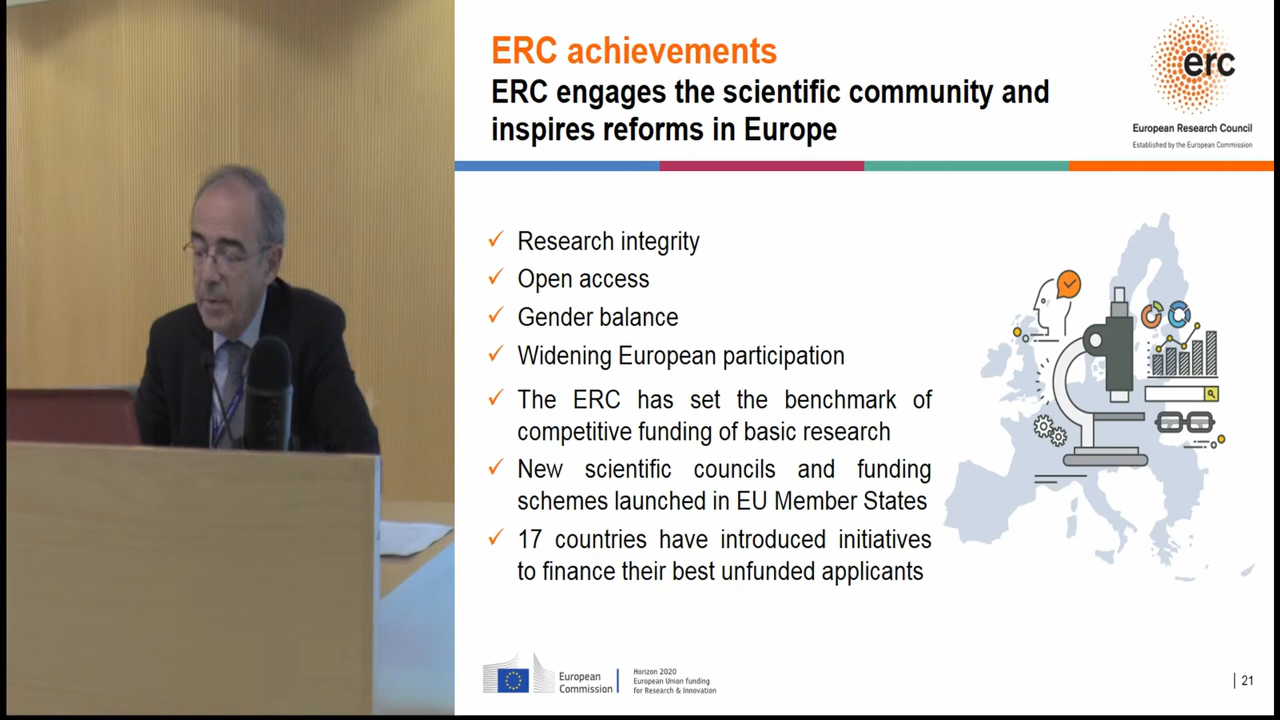 ERC achievements
ERC engages the scientific community and
inspires reforms in Europe
erc
European Research Council
Established by the European Commission
✓ Research integrity
✓ Open access
✓ Gender balance
✓ Widening European participation
✓ The ERC has set the benchmark of
competitive funding of basic research
✓ New scientific councils and funding
schemes launched in EU Member States
✓ 17 countries have introduced initiatives
to finance their best unfunded applicants
European
Commission
Horizon 2020
European Union funding
for Research & Innovation
| 21